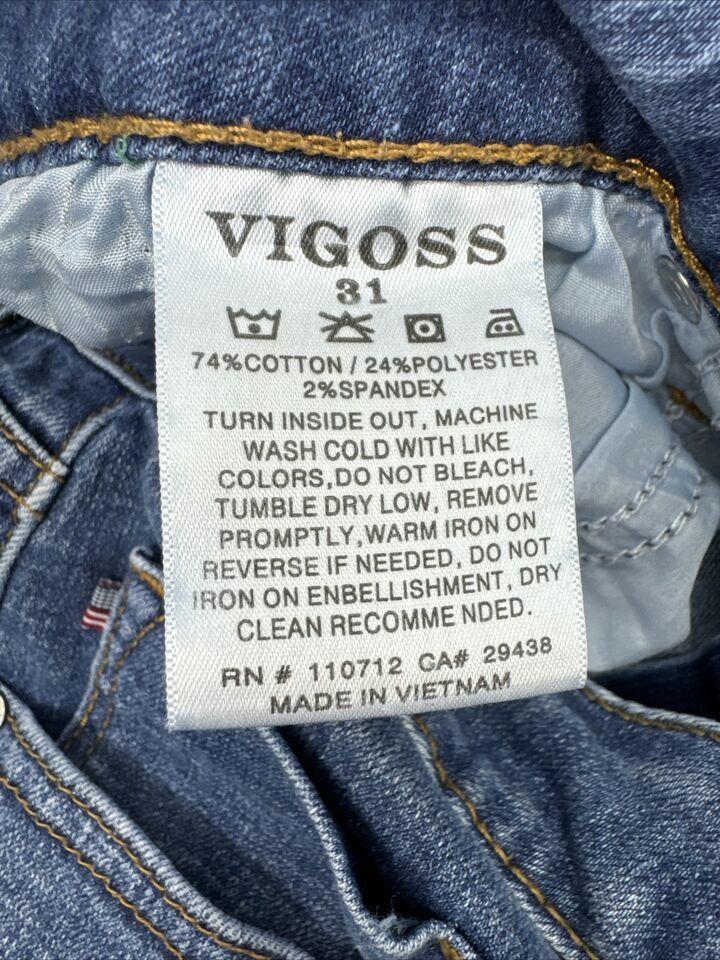 VIGOSS
31
74%COTTON / 24%POLYESTER
2%SPANDEX
TURN INSIDE OUT, MACHINE
WASH COLD WITH LIKE
COLORS,DO NOT BLEACH,
TUMBLE DRY LOW, REMOVE
PROMPTLY,WARM IRON ON
REVERSE IF NEEDED, DO NOT
IRON ON ENBELLISHMENT, DRY
CLEAN RECOMME NDED.
RN # 110712 CA# 29438
MADE IN VIETNAM